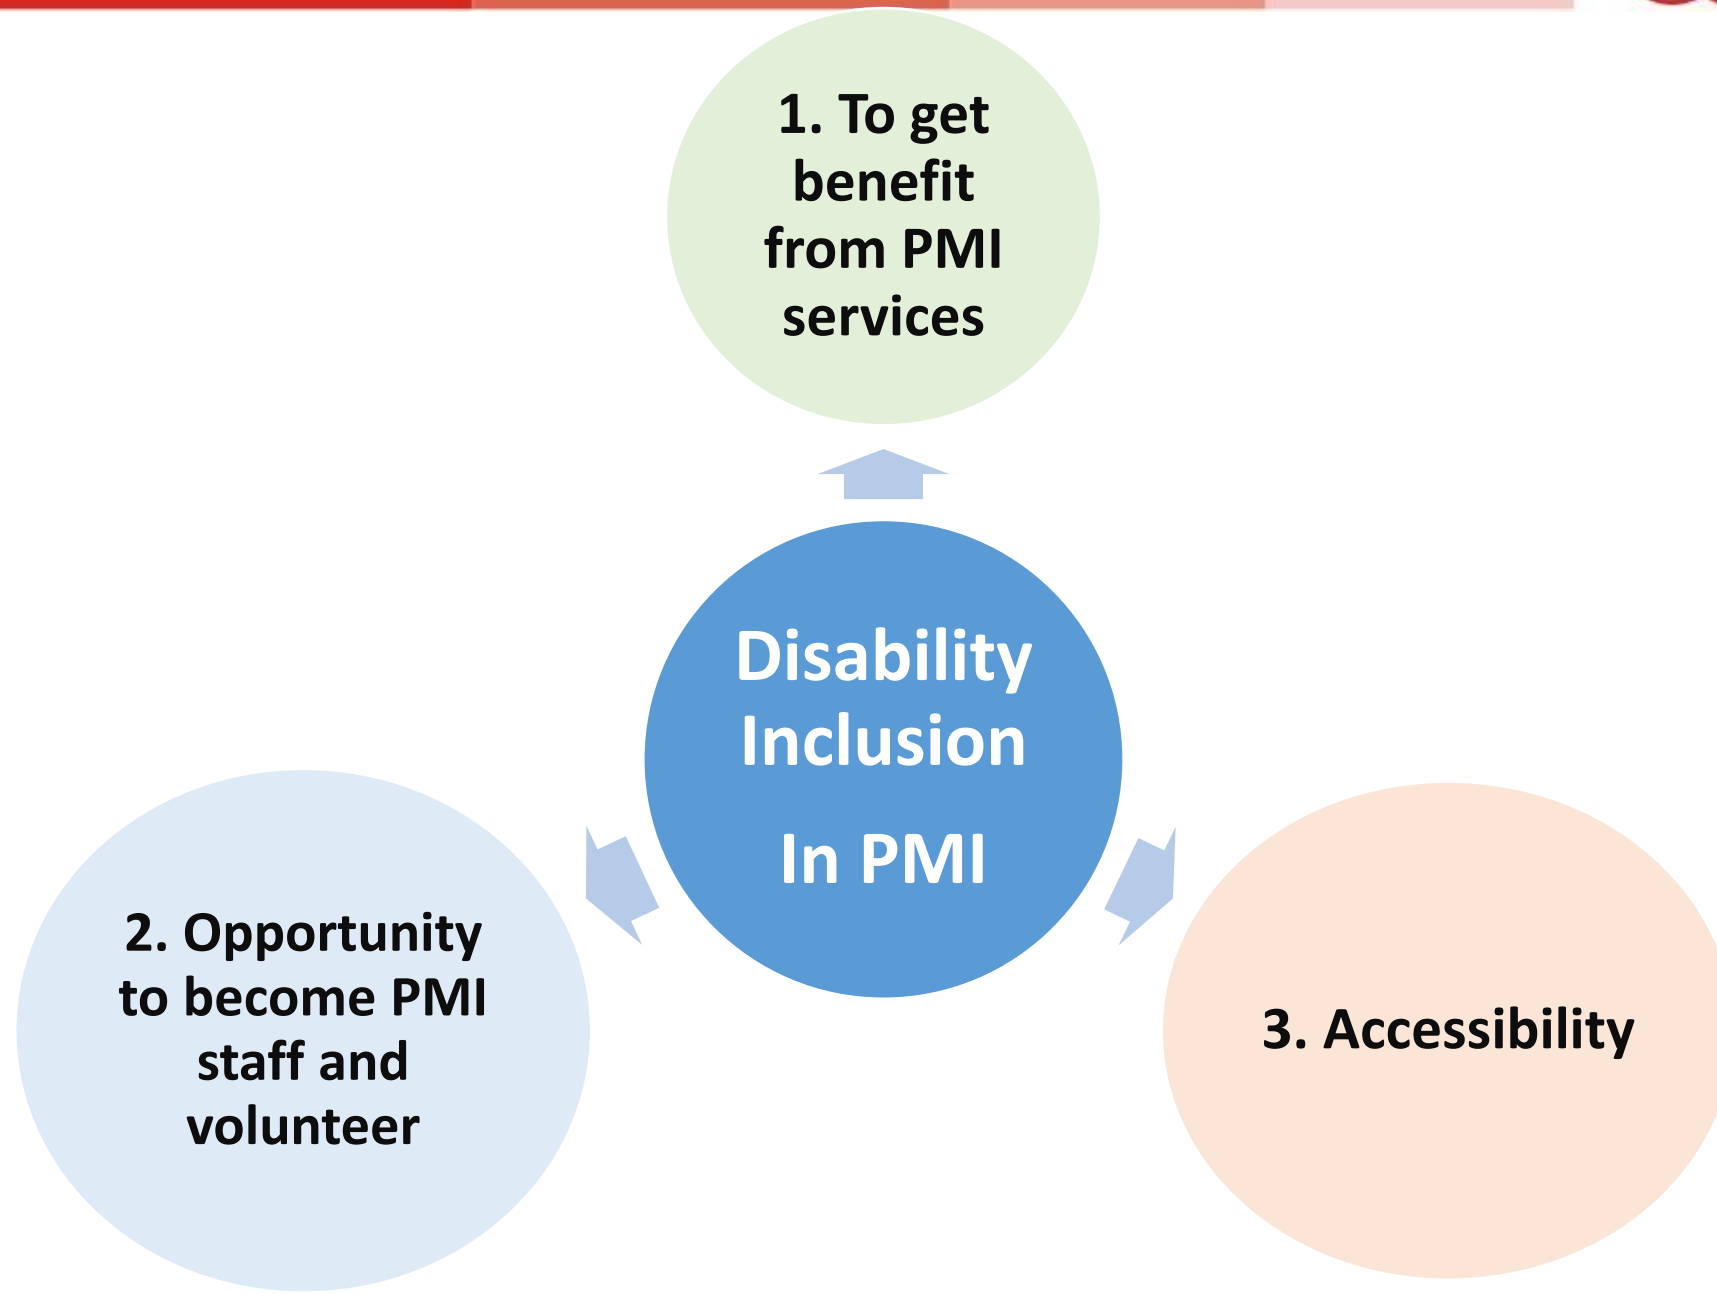 1. To get
benefit
from PMI
services
Disability
Inclusion
In PMI
2. Opportunity
to become PMI
staff and
volunteer
3. Accessibility